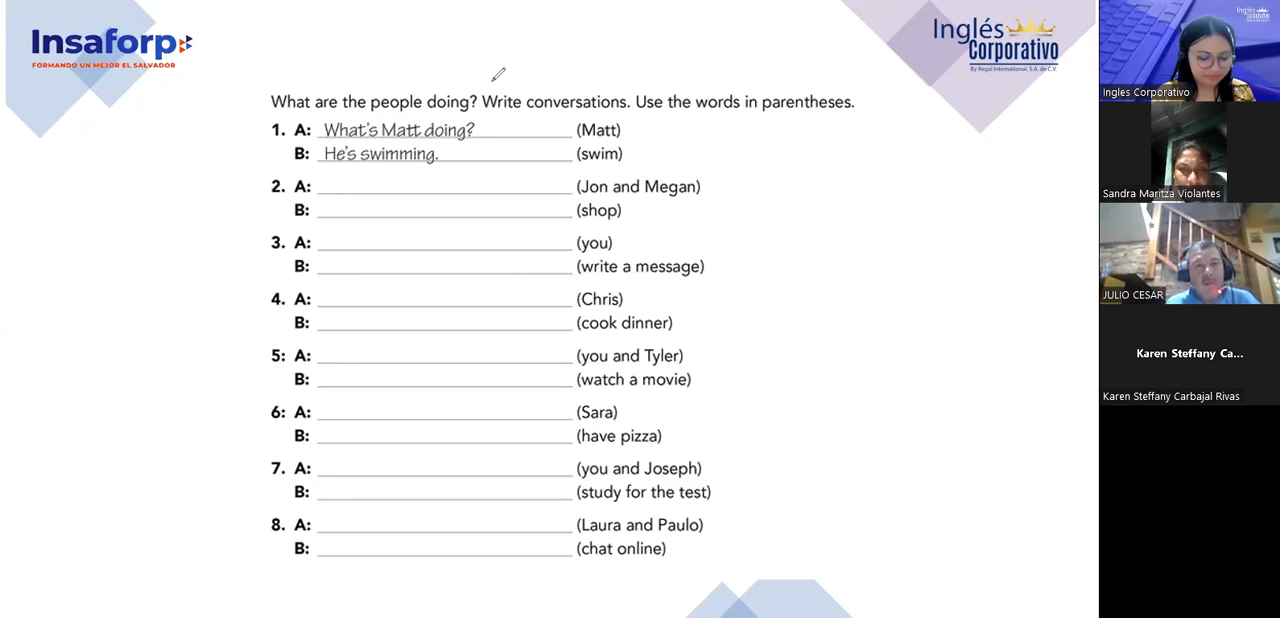 Insaforp
FORMANDO UN MEJOR EL SALVADOR
Inglés
Corporativo
By Regal International, S.A. de C.V.
What are the people doing? Write conversations. Use the words in parentheses.
1. A: What's Matt doing? (Matt)
B: He's swimming. (swim)
2. A: (Jon and Megan)
B: (shop)
3. A: (you)
B: (write a message)
4. A: (Chris)
B: (cook dinner)
5: A: (you and Tyler)
B: (watch a movie)
6: A: (Sara)
B: (have pizza)
7. A: (you and Joseph)
B: (study for the test)
8. A: (Laura and Paulo)
B: (chat online)
Inglés
Corporativo
Ingles Corporativo
Sandra Maritza Violantes
JULIO CESAR
Karen Steffany Ca...
Karen Steffany Carbajal Rivas